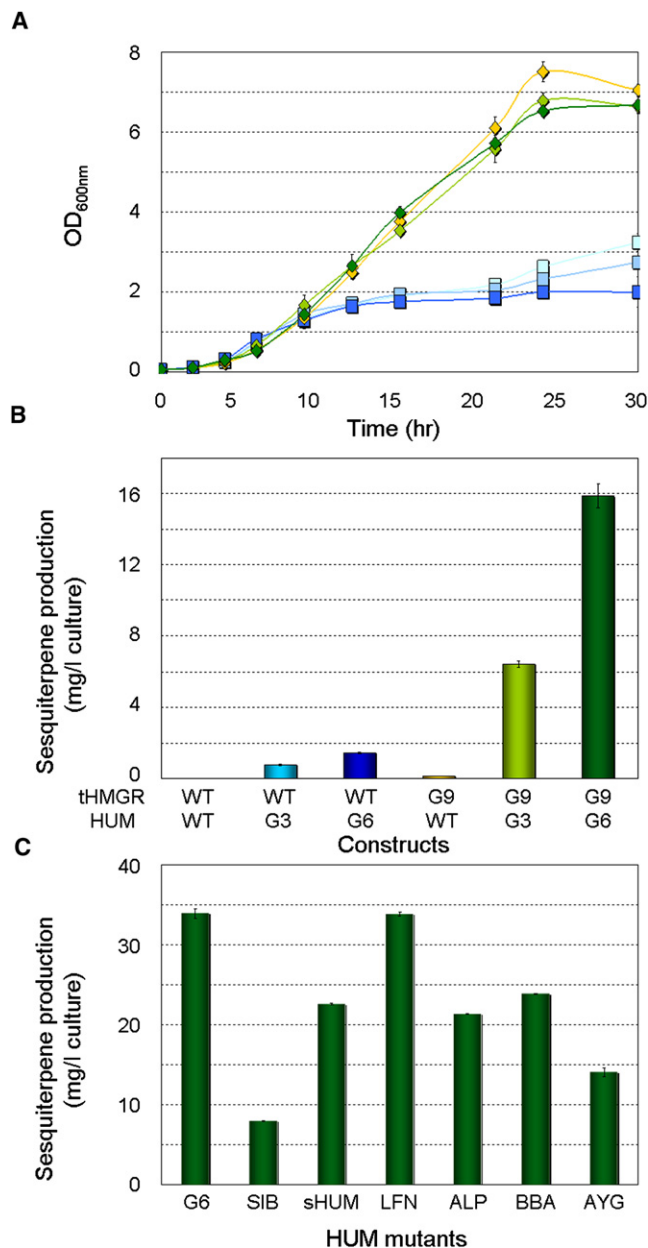 A
8
6
4
2
0
OD600nm
0 5 10 15 20 25 30
Time (hr)
B
16
12
8
4
0
Sesquiterpene production
(mg/l culture)
tHMGR WT WT WT G9 G9 G9
HUM WT G3 G6 WT G3 G6
Constructs
C
40
30
20
10
0
Sesquiterpene production
(mg/l culture)
G6 SIB sHUM LFN ALP BBA AYG
HUM mutants